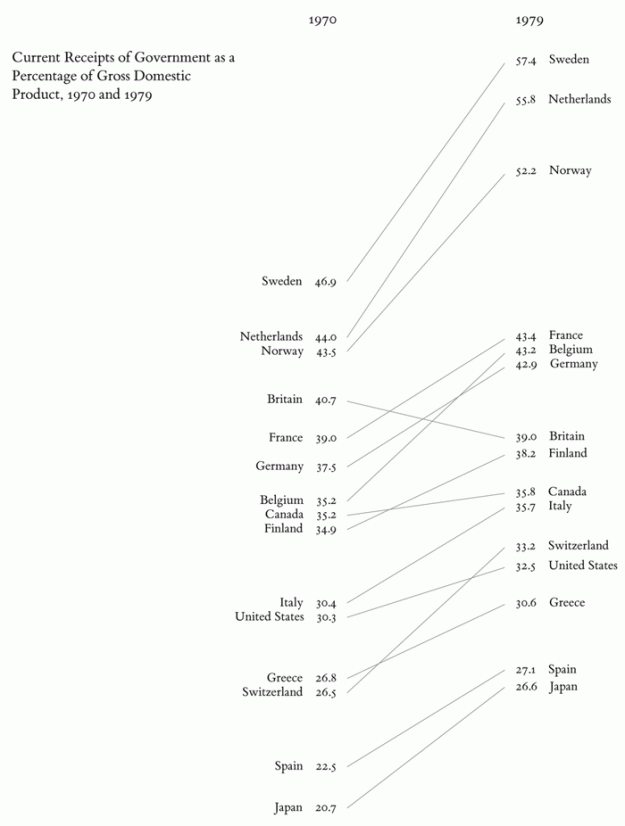 1970 1979
Current Receipts of Government as a
Percentage of Gross Domestic
Product, 1970 and 1979
57.4 Sweden
55.8 Netherlands
52.2 Norway
Sweden 46.9
Netherlands 44.0
43.4 France
Norway 43.5
43.2 Belgium
42.9 Germany
Britain 40.7
France 39.0
39.0 Britain
38.2 Finland
Germany 37.5
35.8 Canada
Belgium 35.2
35.7 Italy
Canada 35.2
Finland 34.9
33.2 Switzerland
32.5 United States
Italy 30.4
30.6 Greece
United States 30.3
27.1 Spain
Greece 26.8
26.6 Japan
Switzerland 26.5
Spain 22.5
Japan 20.7